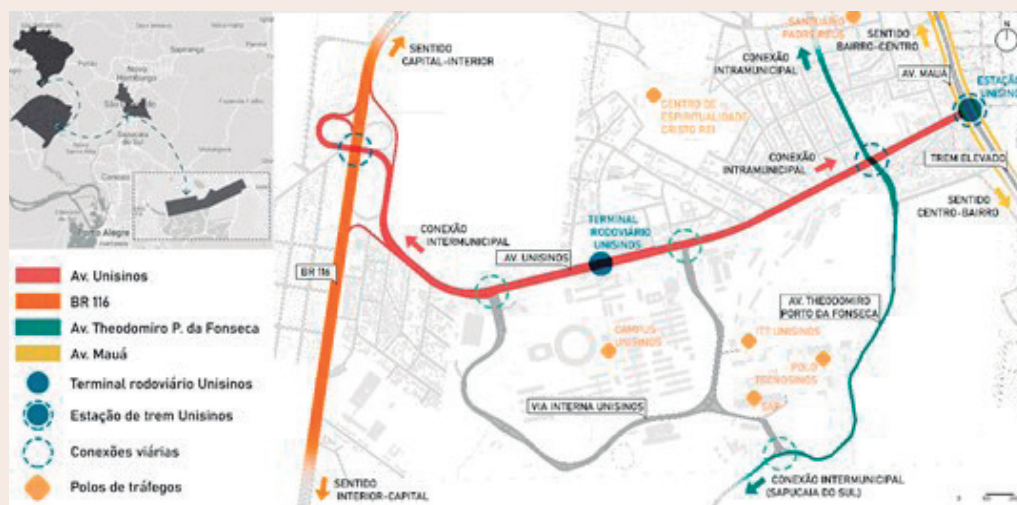 Novo
Hamburgo
Sapiranga
Porto Alegre
Av. Unisinos
BR 116
Av. Theodomiro P. da Fonseca
Av. Mauá
Terminal rodoviário Unisinos
Estação de trem Unisinos
Conexões viárias
Polos de tráfegos
SENTIDO
CAPITAL-INTERIOR
BR 116
SENTIDO
INTERIOR-CAPITAL
CONEXÃO
INTERMUNICIPAL
AV. UNISINOS
TERMINAL
RODOVIÁRIO
UNISINOS
CENTRO DE
ESPIRITUALIDADE
CRISTO REI
CONEXÃO
INTRAMUNICIPAL
SANTUÁRIO
PADRE REUS
SENTIDO
BAIRRO-CENTRO
AV. MAUÁ
N
ESTAÇÃO
UNISINOS
CONEXÃO
INTRAMUNICIPAL
TREM ELEVADO
SENTIDO
CENTRO-BAIRRO
AV. THEODOMIRO
PORTO DA FONSECA
CAMPUS
UNISINOS
ITT UNISINOS
POLO
TECNOSINOS
VIA INTERNA UNISINOS
CONEXÃO INTERMUNICIPAL
(SAPUCAIA DO SUL)
0